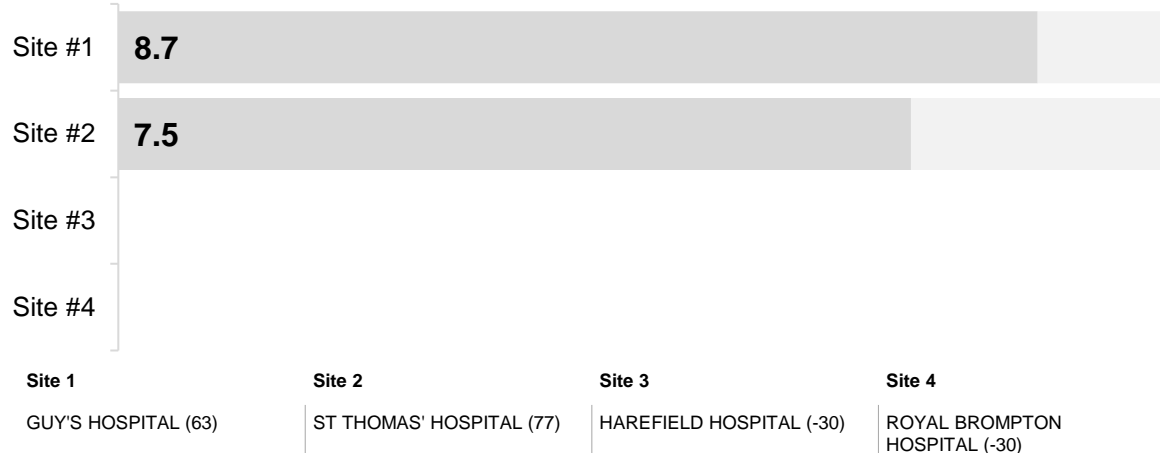 Site #1 8.7
Site #2 7.5
Site #3
Site #4
Site 1 Site 2 Site 3 Site 4
GUY'S HOSPITAL (63) ST THOMAS' HOSPITAL (77) HAREFIELD HOSPITAL (-30) ROYAL BROMPTON
HOSPITAL (-30)